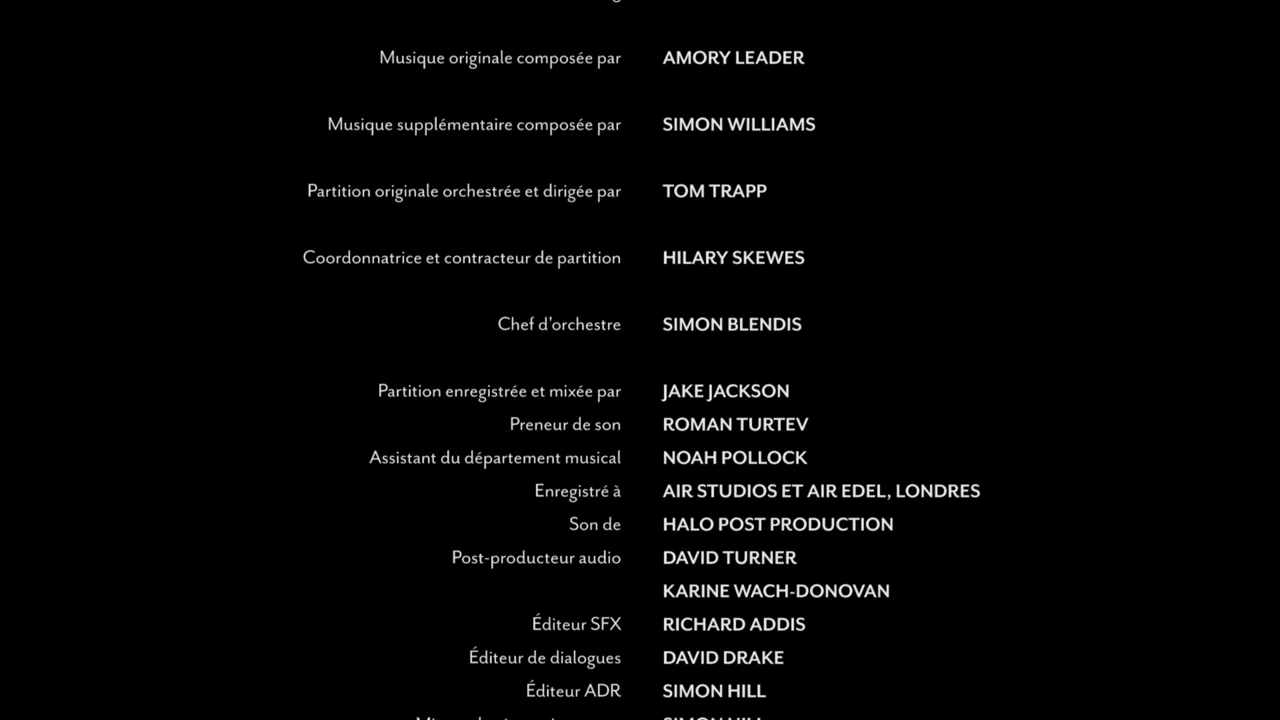 Musique originale composée par AMORY LEADER
Musique supplémentaire composée par SIMON WILLIAMS
Partition originale orchestrée et dirigée par TOM TRAPP
Coordonnatrice et contracteur de partition HILARY SKEWES
Chef d'orchestre SIMON BLENDIS
Partition enregistrée et mixée par JAKE JACKSON
Preneur de son ROMAN TURTEV
Assistant du département musical NOAH POLLOCK
Enregistré à AIR STUDIOS ET AIR EDEL, LONDRES
Son de HALO POST PRODUCTION
Post-producteur audio DAVID TURNER
KARINE WACH-DONOVAN
Éditeur SFX RICHARD ADDIS
Éditeur de dialogues DAVID DRAKE
Éditeur ADR SIMON HILL